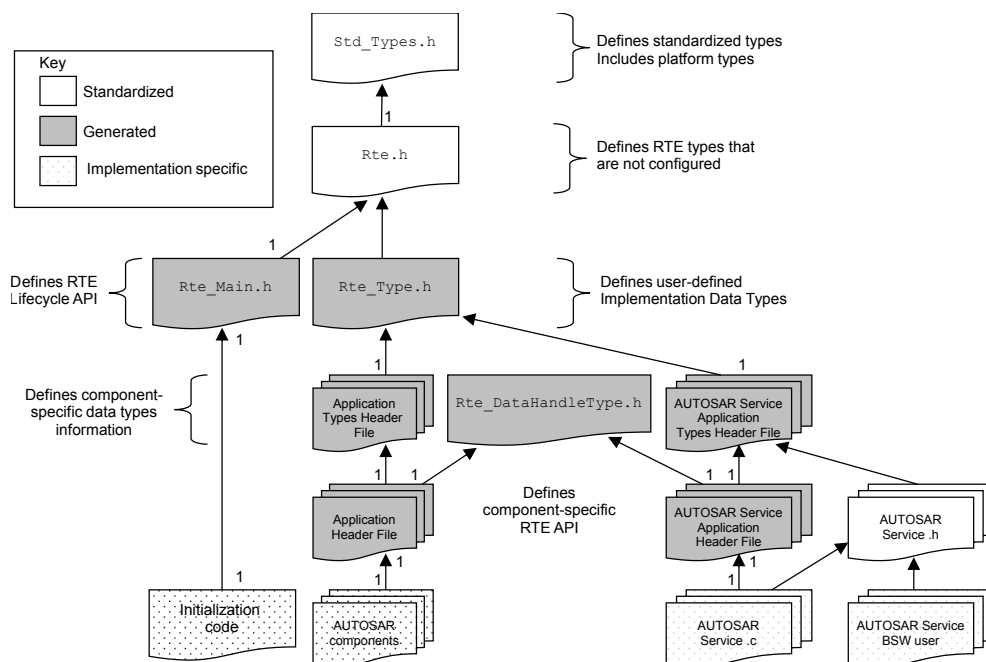 Key
Standardized
Generated
Implementation specific
Std_Types.h
Defines standardized types
Includes platform types
1
Rte.h
Defines RTE types that
are not configured
1
Defines RTE
Lifecycle API
Rte_Main.h
Rte_Type.h
Defines user-defined
Implementation Data Types
1
1
1
Defines component-
specific data types
information
Application
Types Header
File
Rte_DataHandleType.h
AUTOSAR Service
Application
Types Header File
1
1
1
1
Application
Header File
Defines
component-specific
RTE API
AUTOSAR Service
Application
Header File
AUTOSAR
Service .h
1
1
1
1
1
Initialization
code
AUTOSAR
components
AUTOSAR
Service .c
AUTOSAR Service
BSW user